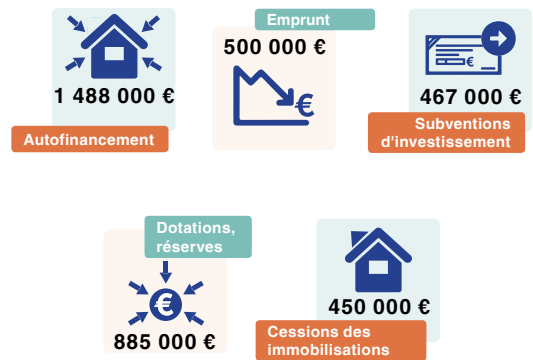 Emprunt
500 000 €
€
1 488 000 €
Autofinancement
€
467 000 €
Subventions
d'investissement
Dotations,
réserves
€
885 000 €
450 000 €
Cessions des
immobilisations